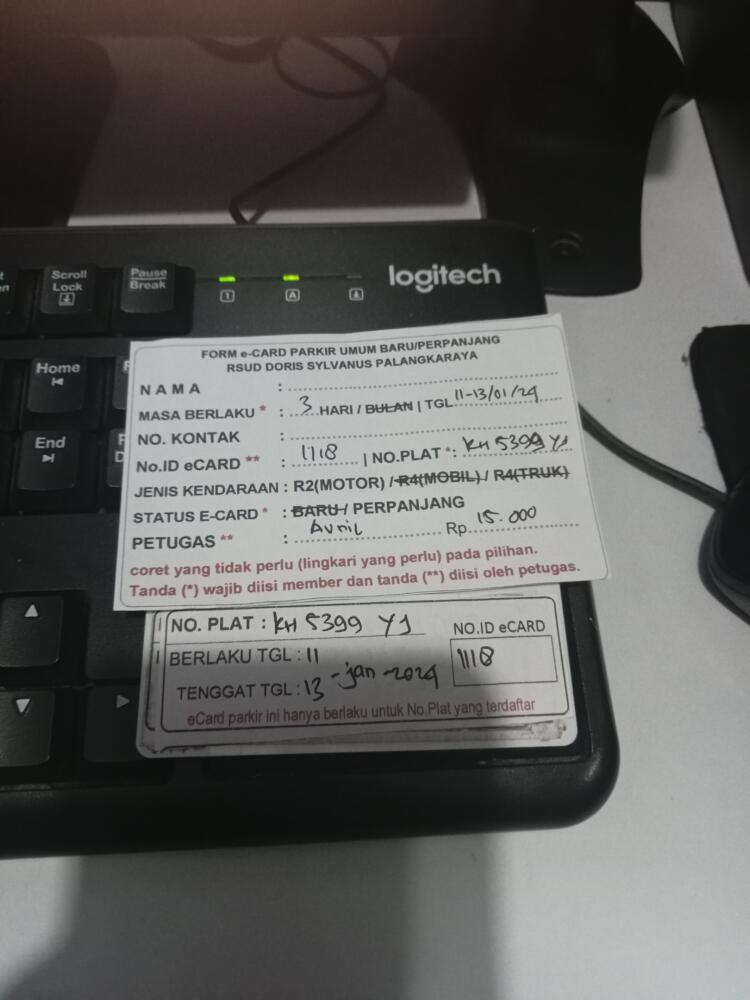 Scroll Lock
Pause Break
logitech
1
A
Home
End
FORM e-CARD PARKIR UMUM BARU/PERPANJANG
RSUD DORIS SYLVANUS PALANGKARAYA
NAMA :
MASA BERLAKU * : 3 HARI / BULAN | TGL 11-13/01/24
NO. KONTAK :
No.ID eCARD ** : 1118 | NO.PLAT *: KH 5399 YJ
JENIS KENDARAAN : R2(MOTOR) / R4(MOBIL) / R4(TRUK)
STATUS E-CARD * : BARU / PERPANJANG
PETUGAS ** : Avril Rp. 15.000
coret yang tidak perlu (lingkari yang perlu) pada pilihan.
Tanda (*) wajib diisi member dan tanda (**) diisi oleh petugas.
NO. PLAT : KH 5399 YJ
NO.ID eCARD
BERLAKU TGL : 11
1118
TENGGAT TGL : 13 - jan - 2024
eCard parkir ini hanya berlaku untuk No.Plat yang terdaftar